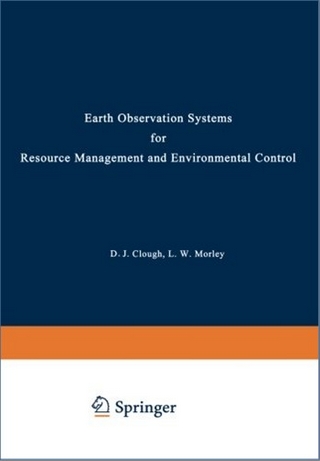 Earth Observation Systems
for
Resource Management and Environmental Control
D. J. Clough, L. W. Morley
Springer